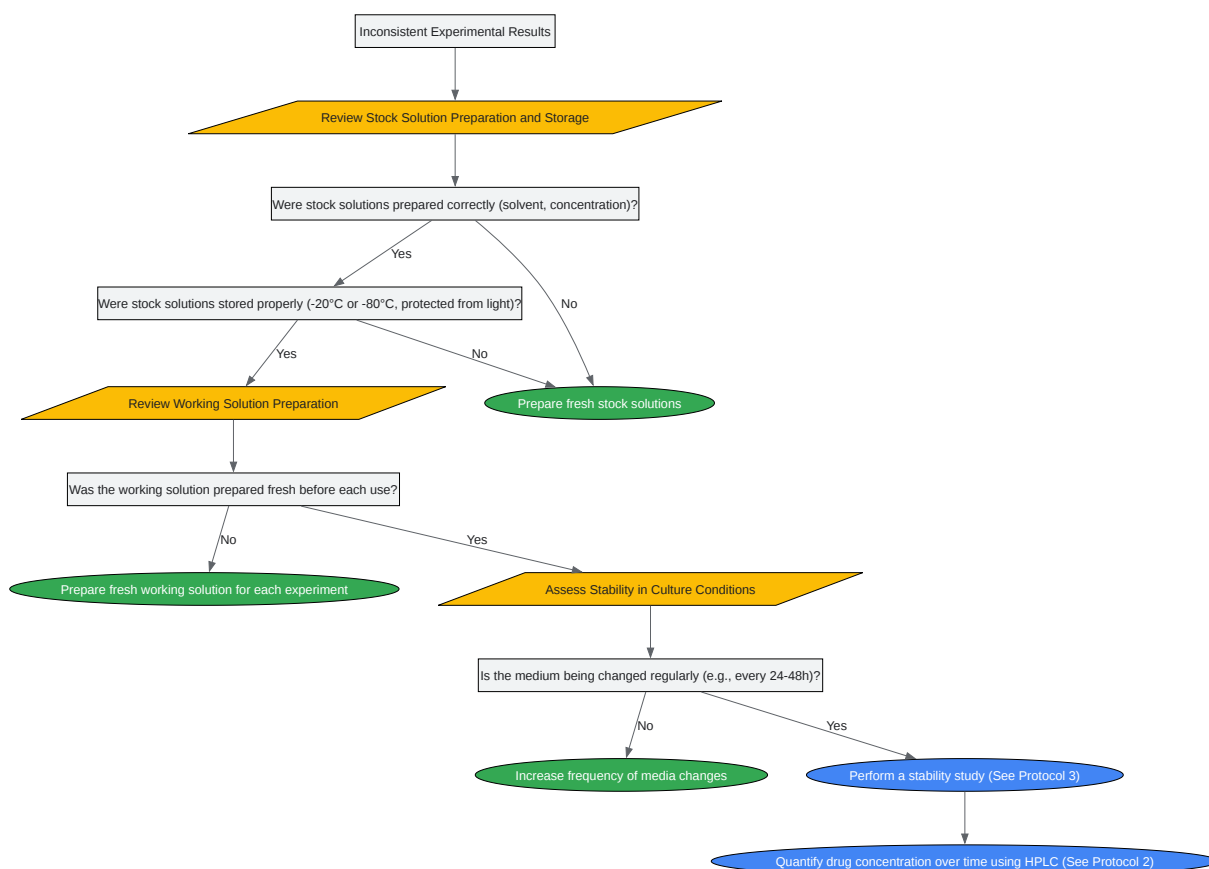 Inconsistent Experimental Results
Review Stock Solution Preparation and Storage
Were stock solutions prepared correctly (solvent, concentration)?
Yes
No
Were stock solutions stored properly (-20°C or -80°C, protected from light)?
Yes
No
Review Working Solution Preparation
Prepare fresh stock solutions
Was the working solution prepared fresh before each use?
No
Yes
Prepare fresh working solution for each experiment
Assess Stability in Culture Conditions
Is the medium being changed regularly (e.g., every 24-48h)?
No
Yes
Increase frequency of media changes
Perform a stability study (See Protocol 3)
Quantify drug concentration over time using HPLC (See Protocol 2)